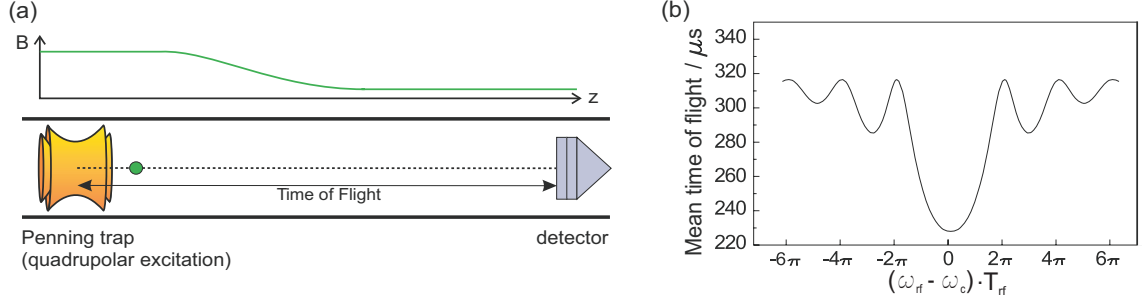 (a)
B
z
Time of Flight
Penning trap
(quadrupolar excitation)
detector
(b)
Mean time of flight / μs
340
320
300
280
260
240
220
-6π -4π -2π 0 2π 4π 6π
(ω_rf - ω_c)·T_rf